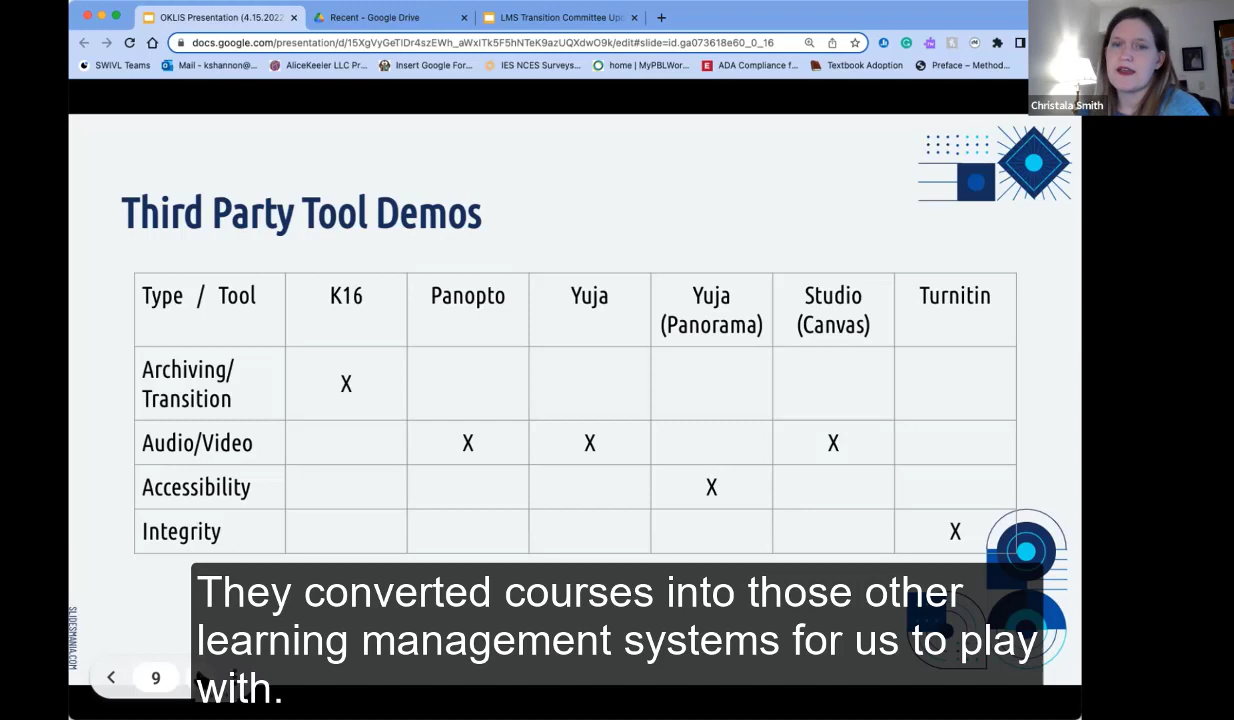 OKLIS Presentation (4.15.2022
Recent - Google Drive
LMS Transition Committee Up
docs.google.com/presentation/d/15XgVyGeTlDr4szEWh_aWxITk5F5hNTeK9azUQXdwO9k/edit#slide=id.ga073618e60_0_16
SWIVL Teams
Mail - kshannon@...
AliceKeeler LLC Pr...
Insert Google For...
IES NCES Surveys...
home | MyPBLWor...
ADA Compliance f...
Textbook Adoption
Preface – Method...
Christala Smith
Third Party Tool Demos
Type / Tool K16 Panopto Yuja Yuja (Panorama) Studio (Canvas) Turnitin
Archiving/
Transition X
Audio/Video X X X
Accessibility X
Integrity X
They converted courses into those other
learning management systems for us to play
with.
SLIDESMANIA.COM
9